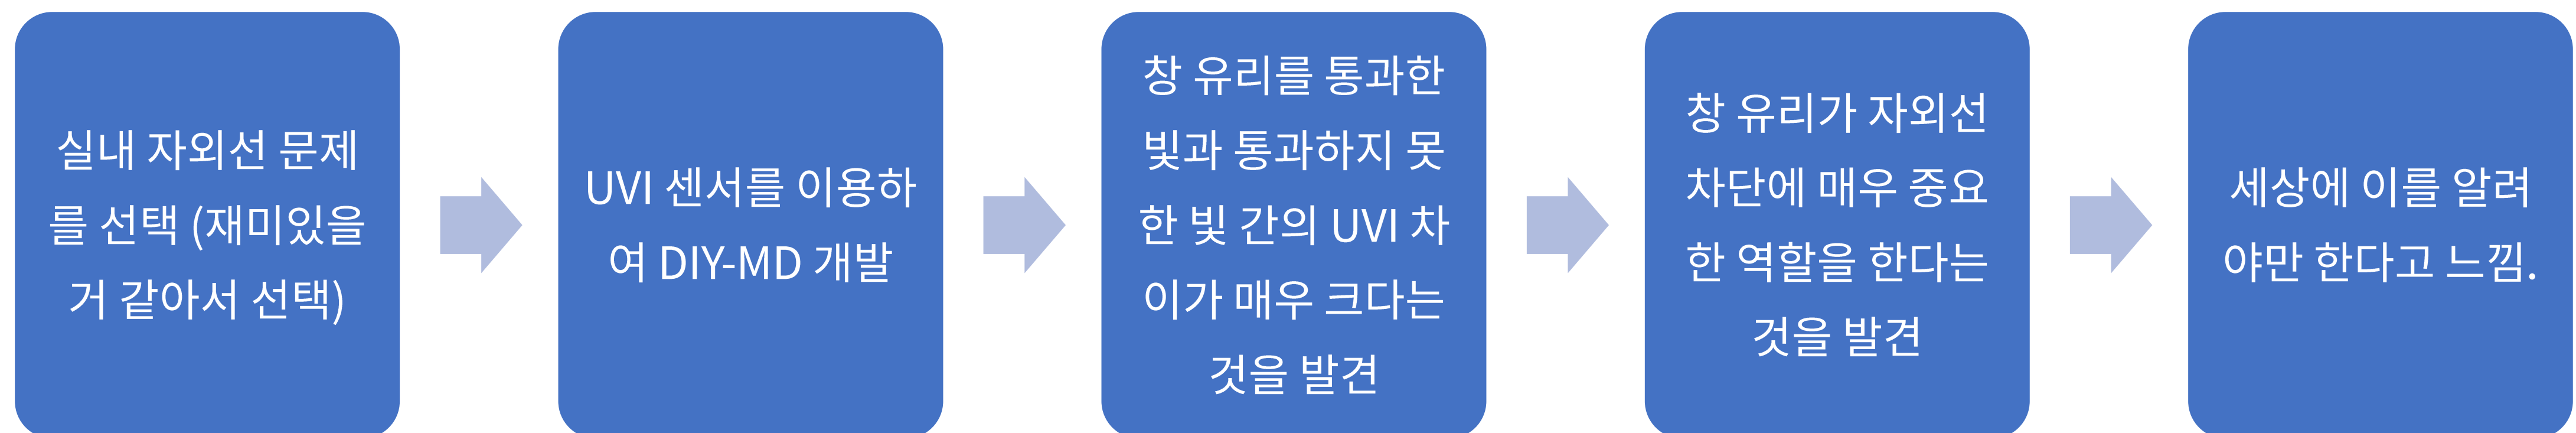 실내 자외선 문제
를 선택 (재미있을
거 같아서 선택)
UVI 센서를 이용하
여 DIY-MD 개발
창 유리를 통과한
빛과 통과하지 못
한 빛 간의 UVI 차
이가 매우 크다는
것을 발견
창 유리가 자외선
차단에 매우 중요
한 역할을 한다는
것을 발견
세상에 이를 알려
야만 한다고 느낌.